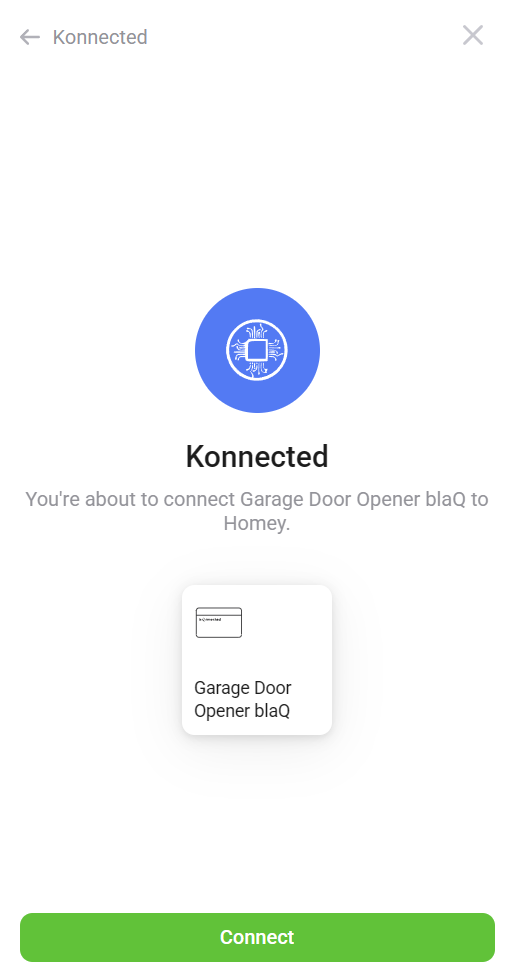 Konnected
Konnected
You're about to connect Garage Door Opener blaQ to
Homey.
konnected
Garage Door
Opener blaQ
Connect